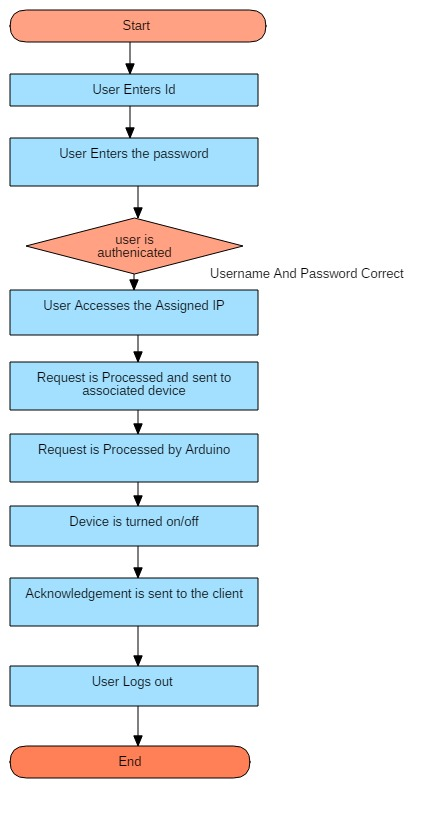 Start
User Enters Id
User Enters the password
user is
authenicated
Username And Password Correct
User Accesses the Assigned IP
Request is Processed and sent to
associated device
Request is Processed by Arduino
Device is turned on/off
Acknowledgement is sent to the client
User Logs out
End